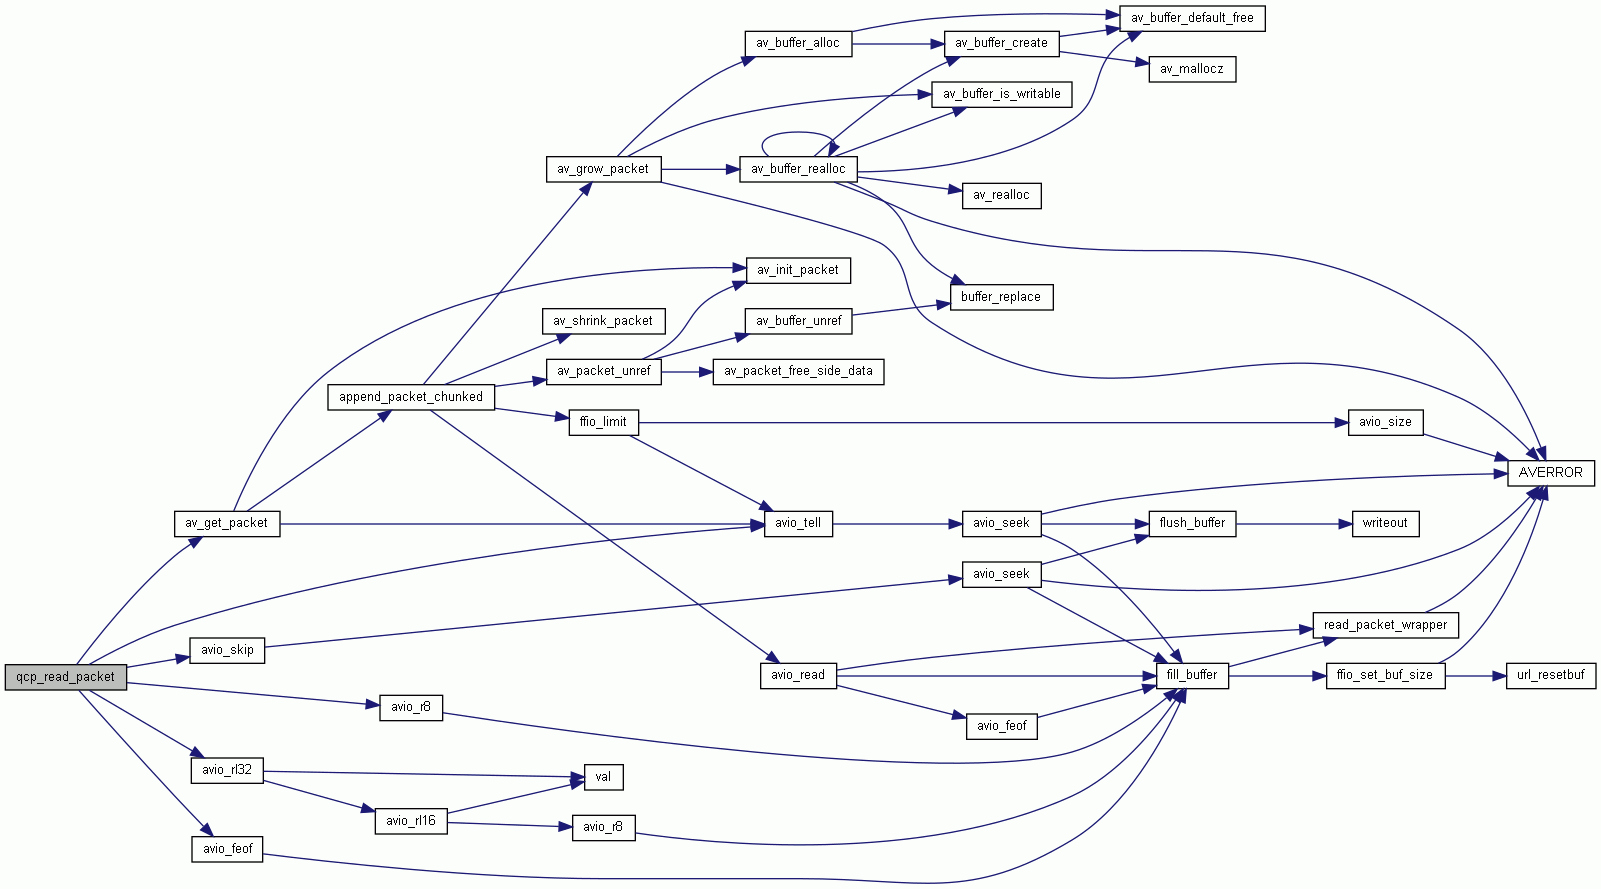 av_buffer_default_free
av_buffer_alloc
av_buffer_create
av_mallocz
av_buffer_is_writable
av_grow_packet
av_buffer_realloc
av_realloc
av_init_packet
buffer_replace
av_shrink_packet
av_buffer_unref
av_packet_unref
av_packet_free_side_data
append_packet_chunked
ffio_limit
avio_size
AVERROR
av_get_packet
avio_tell
avio_seek
flush_buffer
writeout
avio_seek
read_packet_wrapper
avio_skip
qcp_read_packet
avio_read
fill_buffer
ffio_set_buf_size
url_resetbuf
avio_r8
avio_feof
avio_rl32
val
avio_rl16
avio_r8
avio_feof